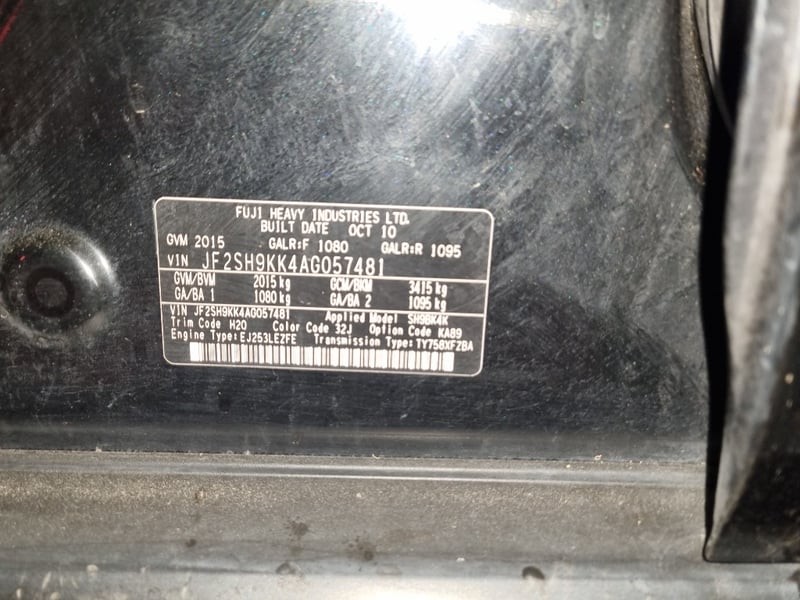 FUJI HEAVY INDUSTRIES LTD.
BUILT DATE OCT 10
GVM 2015 GALR:F 1080 GALR:R 1095
VIN JF2SH9KK4AG057481
GVM/BVM 2015 kg GCM/BKM 3415 kg
GA/BA 1 1080 kg GA/BA 2 1095 kg
VIN JF2SH9KK4AG057481 Applied Model SH9BK4K
Trim Code H20 Color Code 32J Option Code KA89
Engine Type:EJ253LEZFE Transmission Type:TY758XFZBA